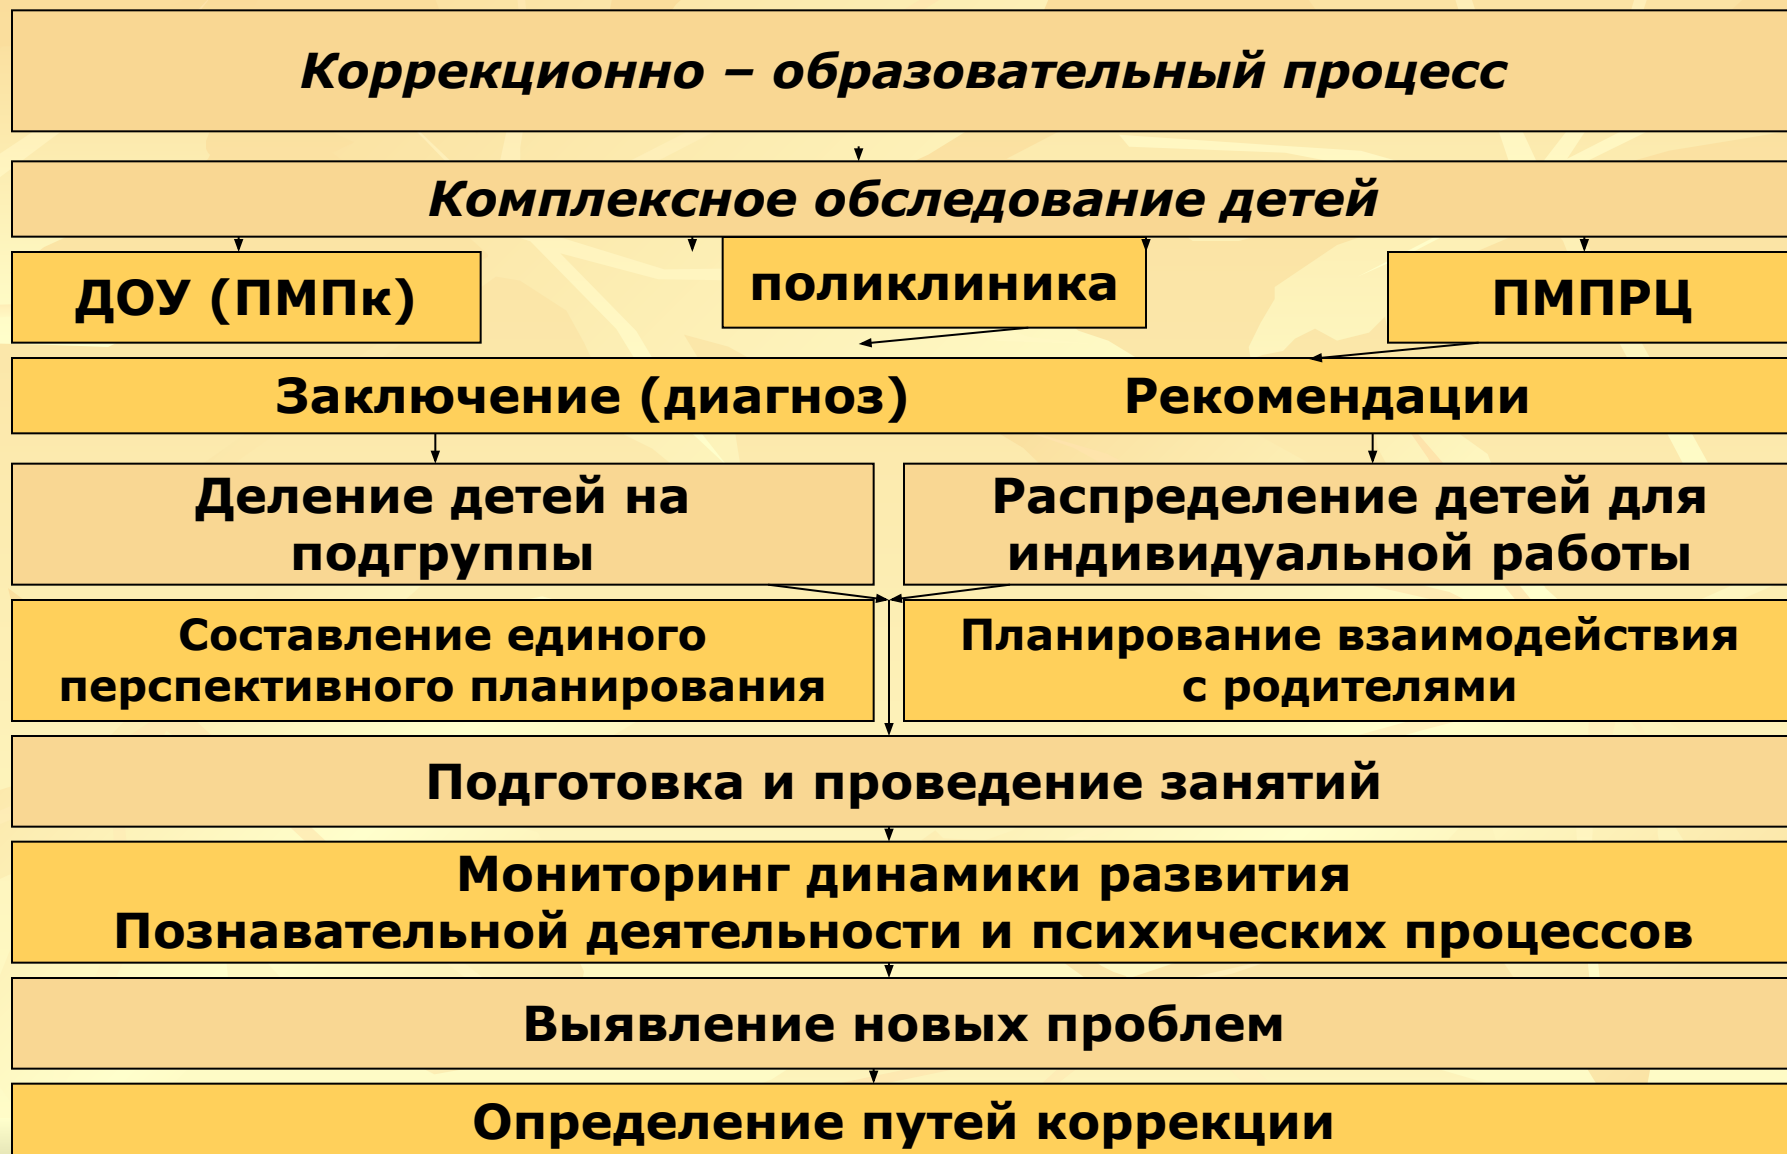 Коррекционно – образовательный процесс
Комплексное обследование детей
ДОУ (ПМПк)
поликлиника
ПМПРЦ
Заключение (диагноз) Рекомендации
Деление детей на
подгруппы
Распределение детей для
индивидуальной работы
Составление единого
перспективного планирования
Планирование взаимодействия
с родителями
Подготовка и проведение занятий
Мониторинг динамики развития
Познавательной деятельности и психических процессов
Выявление новых проблем
Определение путей коррекции